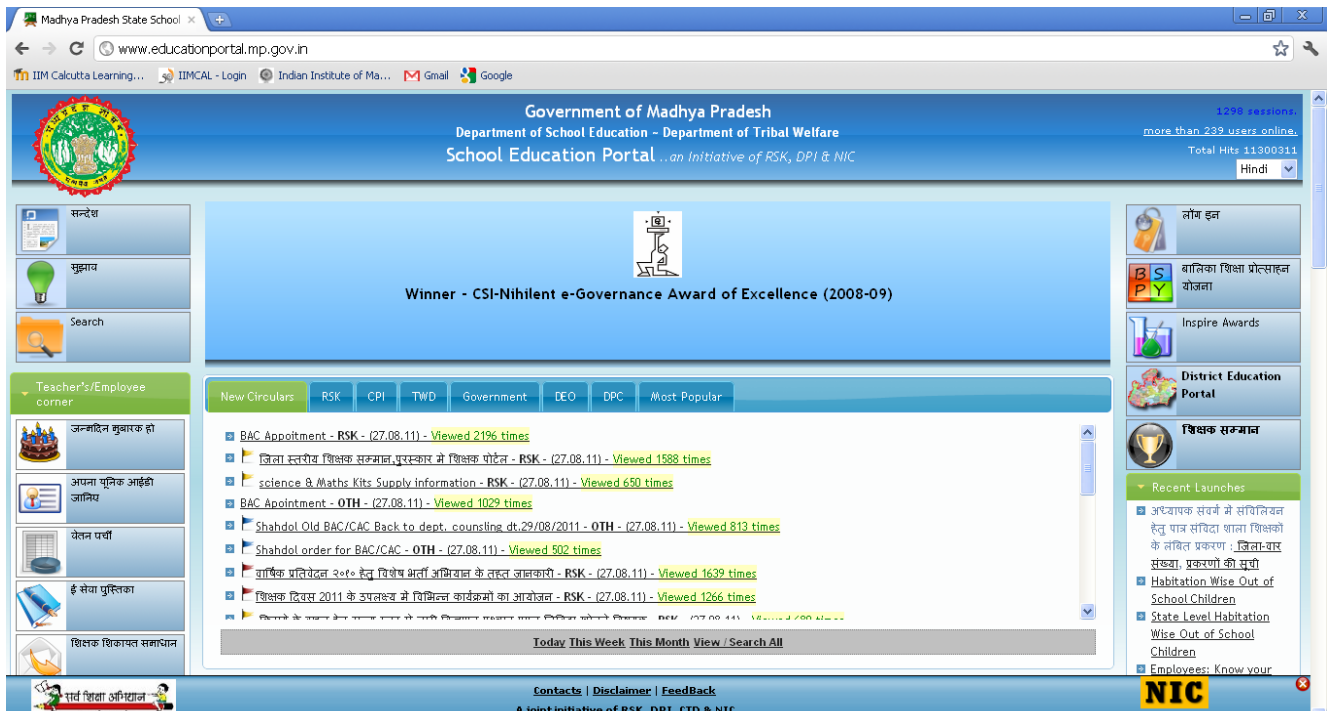 Madhya Pradesh State School
www.educationportal.mp.gov.in
IIM Calcutta Learning... IIMCAL - Login Indian Institute of Ma... Gmail Google
Government of Madhya Pradesh
Department of School Education - Department of Tribal Welfare
School Education Portal ..an Initiative of RSK, DPI & NIC
1298 sessions.
more than 239 users online.
Total Hits 11300311
Hindi
सन्देश
सुझाव
Search
Teacher's/Employee
corner
जन्मदिन मुबारक हो
अपना यूनिक आईडी
जानिए
वेतन पर्ची
ई सेवा पुस्तिका
शिक्षक शिकायत समाधान
Winner - CSI-Nihilent e-Governance Award of Excellence (2008-09)
New Circulars RSK CPI TWD Government DEO DPC Most Popular
BAC Appoitment - RSK - (27.08.11) - Viewed 2196 times
जिला स्तरीय शिक्षक सम्मान,पुरस्कार मे शिक्षक पोर्टल - RSK - (27.08.11) - Viewed 1588 times
science & Maths Kits Supply information - RSK - (27.08.11) - Viewed 650 times
BAC Apointment - OTH - (27.08.11) - Viewed 1029 times
Shahdol Old BAC/CAC Back to dept. counsling dt.29/08/2011 - OTH - (27.08.11) - Viewed 813 times
Shahdol order for BAC/CAC - OTH - (27.08.11) - Viewed 502 times
वार्षिक प्रतिवेदन २०१० हेतु विशेष भर्ती अभियान के तहत जानकारी - RSK - (27.08.11) - Viewed 1639 times
शिक्षक दिवस 2011 के उपलक्ष्य मे विभिन्न कार्यक्रमों का आयोजन - RSK - (27.08.11) - Viewed 1266 times
Today This Week This Month View / Search All
लॉग इन
बालिका शिक्षा प्रोत्साहन
योजना
Inspire Awards
District Education
Portal
शिक्षक सम्मान
Recent Launches
अध्यापक संवर्ग मे संविलियन
हेतु पात्र संविदा शाला शिक्षको
के लंबित प्रकरण : जिला-वार
संख्या, प्रकरणों की सूची
Habitation Wise Out of
School Children
State Level Habitation
Wise Out of School
Children
Employees: Know your
सर्व शिक्षा अभियान
Contacts | Disclaimer | FeedBack
A joint initiative of RSK, DPI, CTD & NIC
NIC